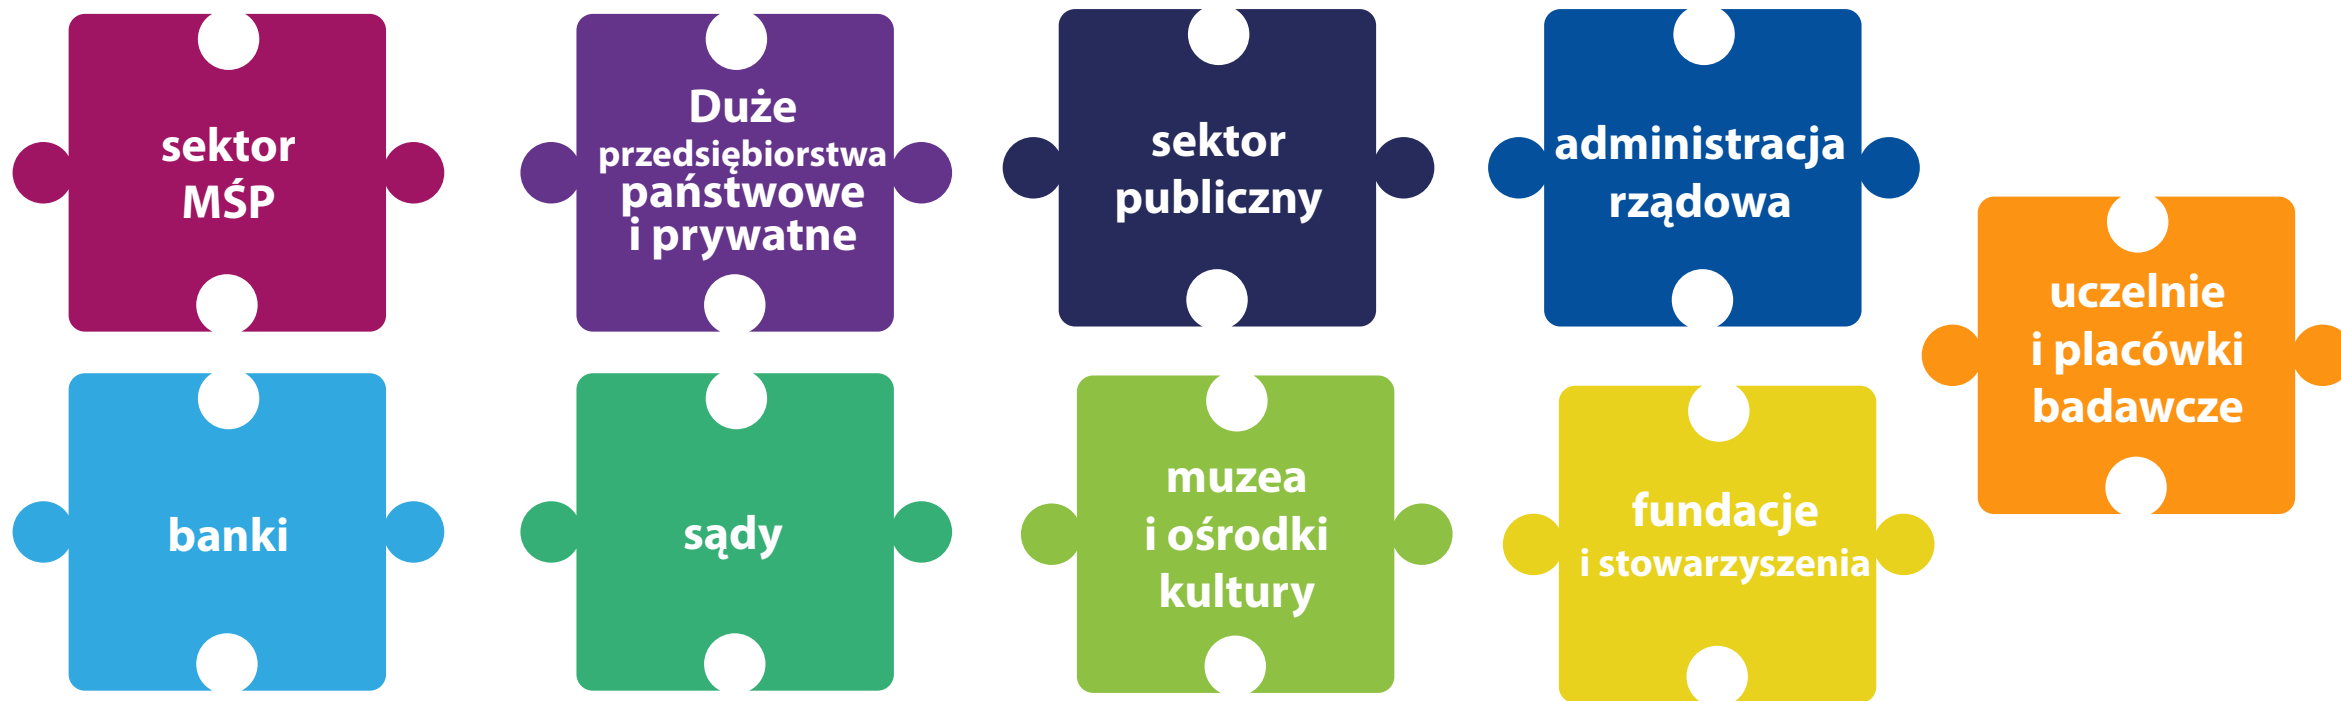 sektor
MŚP
Duże
przedsiębiorstwa
państwowe
i prywatne
sektor
publiczny
administracja
rządowa
uczelnie
i placówki
badawcze
banki
sądy
muzea
i ośrodki
kultury
fundacje
i stowarzyszenia